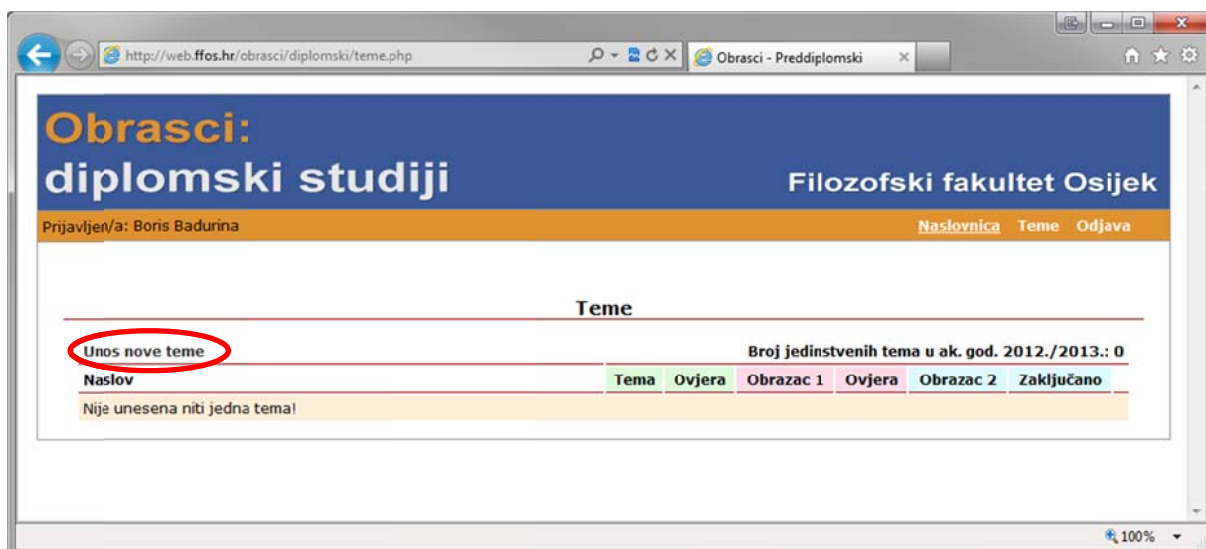 http://web.ffos.hr/obrasci/diplomski/teme.php
Obrasci - Preddiplomski
Obrasci:
diplomski studiji
Filozofski fakultet Osijek
Prijavljen/a: Boris Badurina
Naslovnica Teme Odjava
Teme
Unos nove teme
Broj jedinstvenih tema u ak. god. 2012./2013.: 0
Naslov Tema Ovjera Obrazac 1 Ovjera Obrazac 2 Zaključano
Nije unesena niti jedna tema!
100%